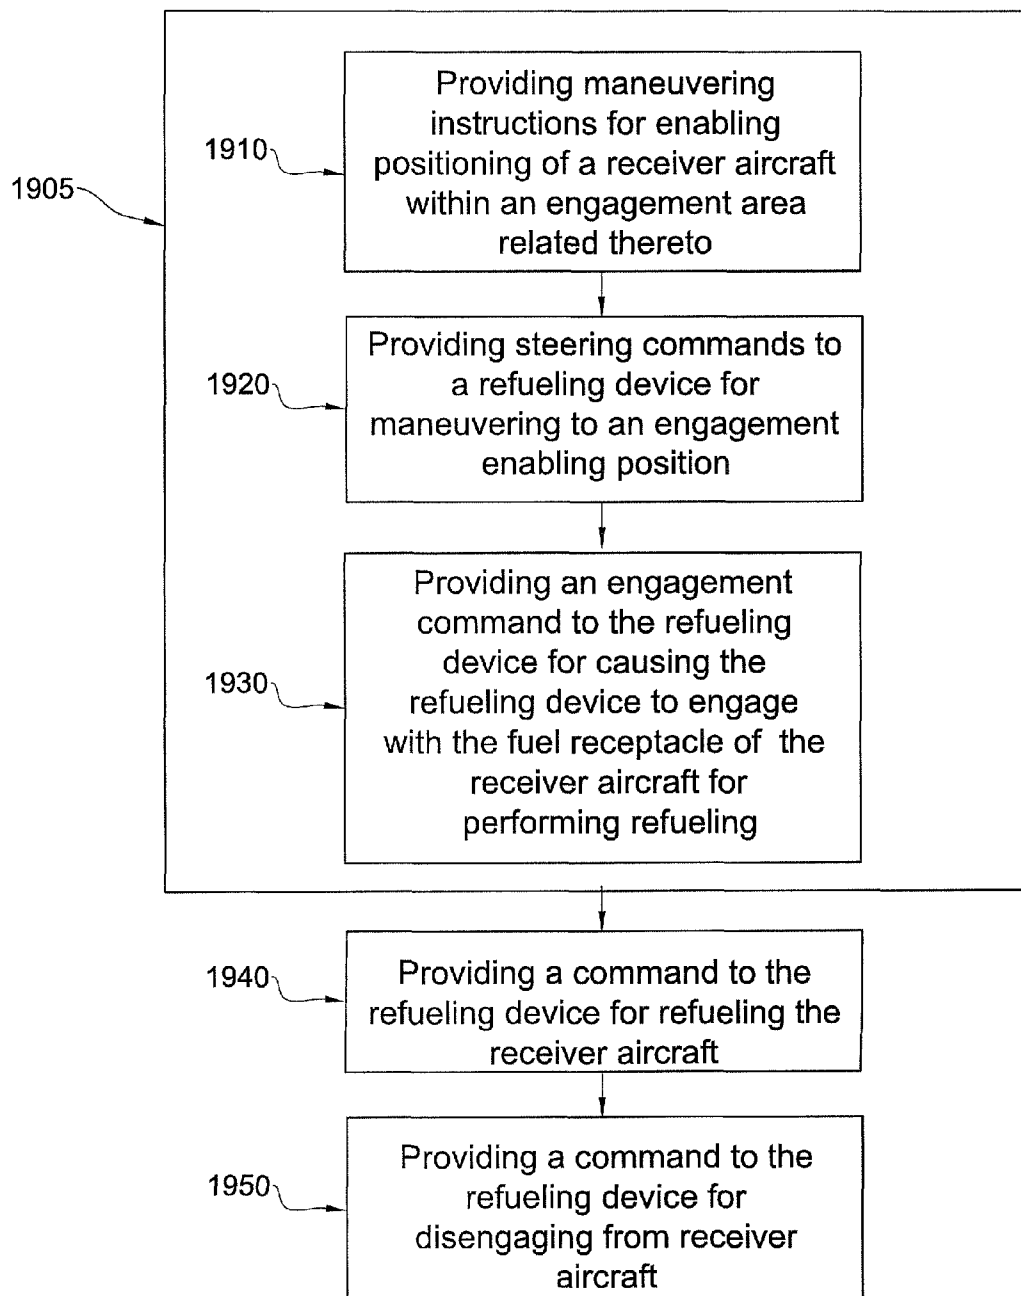 1905
1910
Providing maneuvering
instructions for enabling
positioning of a receiver aircraft
within an engagement area
related thereto
1920
Providing steering commands to
a refueling device for
maneuvering to an engagement
enabling position
1930
Providing an engagement
command to the refueling
device for causing the
refueling device to engage
with the fuel receptacle of the
receiver aircraft for
performing refueling
1940
Providing a command to the
refueling device for refueling the
receiver aircraft
1950
Providing a command to the
refueling device for
disengaging from receiver
aircraft